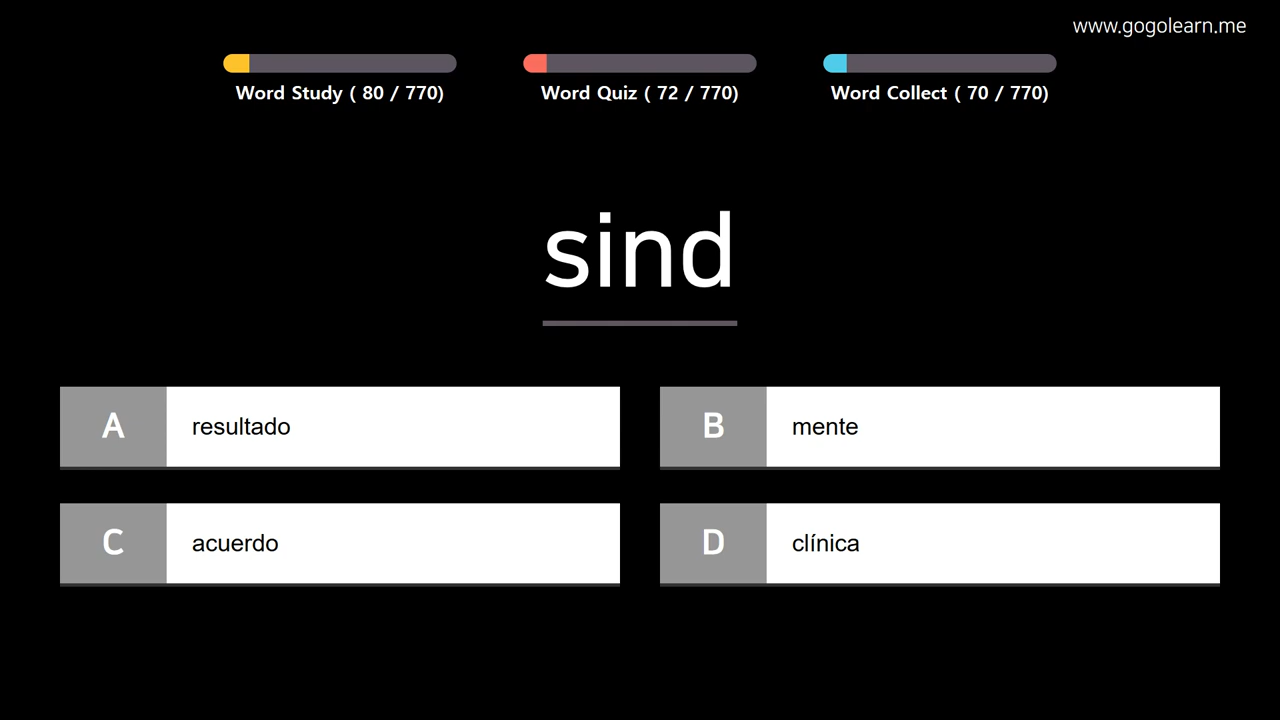 www.gogolearn.me
Word Study ( 80 / 770)
Word Quiz ( 72 / 770)
Word Collect ( 70 / 770)
sind
A resultado
B mente
C acuerdo
D clínica